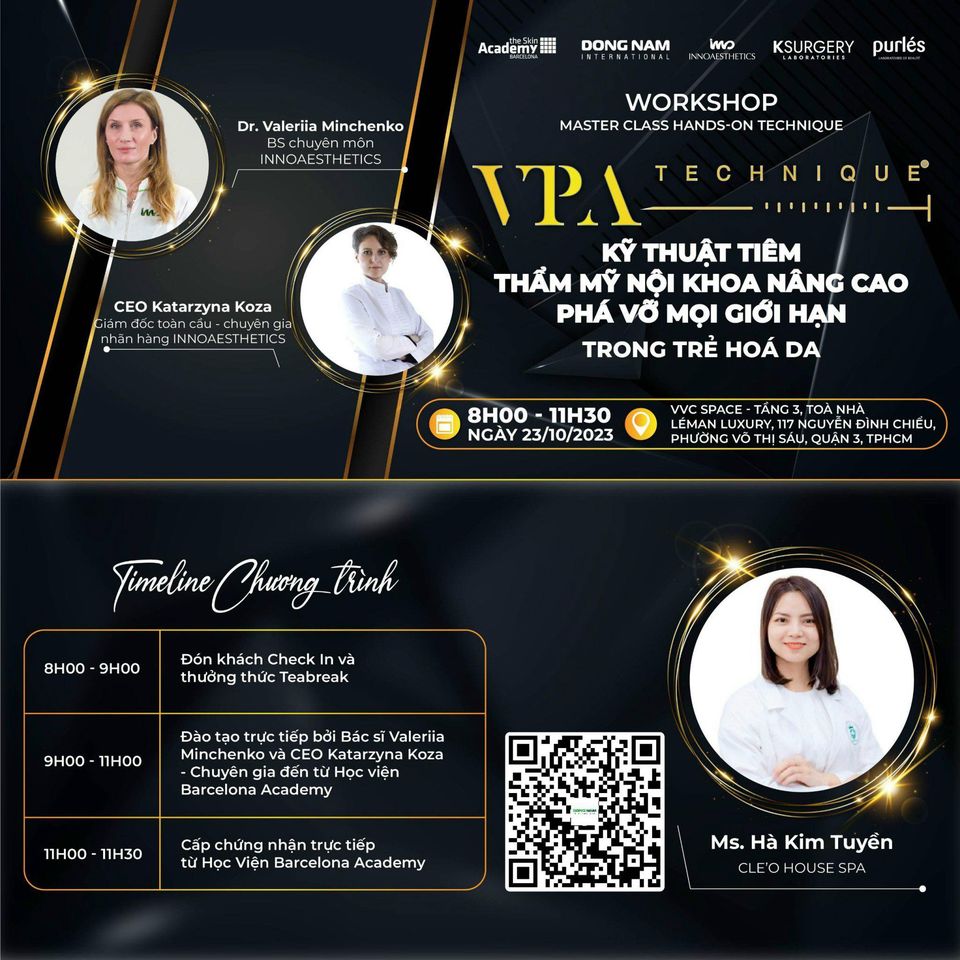 the Skin
Academy
BARCELONA
DONG NAM
INTERNATIONAL
INNOAESTHETICS
KSURGERY
LABORATORIES
purlés
LABORATOIRES DE BEAUTÉ
WORKSHOP
MASTER CLASS HANDS-ON TECHNIQUE
VPA TECHNIQUE
KỸ THUẬT TIÊM
THẨM MỸ NỘI KHOA NÂNG CAO
PHÁ VỠ MỌI GIỚI HẠN
TRONG TRẺ HOÁ DA
Dr. Valeriia Minchenko
BS chuyên môn
INNOAESTHETICS
CEO Katarzyna Koza
Giám đốc toàn cầu - chuyên gia
nhãn hàng INNOAESTHETICS
8H00 - 11H30
NGÀY 23/10/2023
VVC SPACE - TẦNG 3, TOÀ NHÀ
LÉMAN LUXURY, 117 NGUYỄN ĐÌNH CHIỂU,
PHƯỜNG VÕ THỊ SÁU, QUẬN 3, TPHCM
Timeline Chương trình
8H00 - 9H00
Đón khách Check In và
thưởng thức Teabreak
9H00 - 11H00
Đào tạo trực tiếp bởi Bác sĩ Valeriia
Minchenko và CEO Katarzyna Koza
- Chuyên gia đến từ Học viện
Barcelona Academy
11H00 - 11H30
Cấp chứng nhận trực tiếp
từ Học Viện Barcelona Academy
DONG NAM
Ms. Hà Kim Tuyền
CLE'O HOUSE SPA